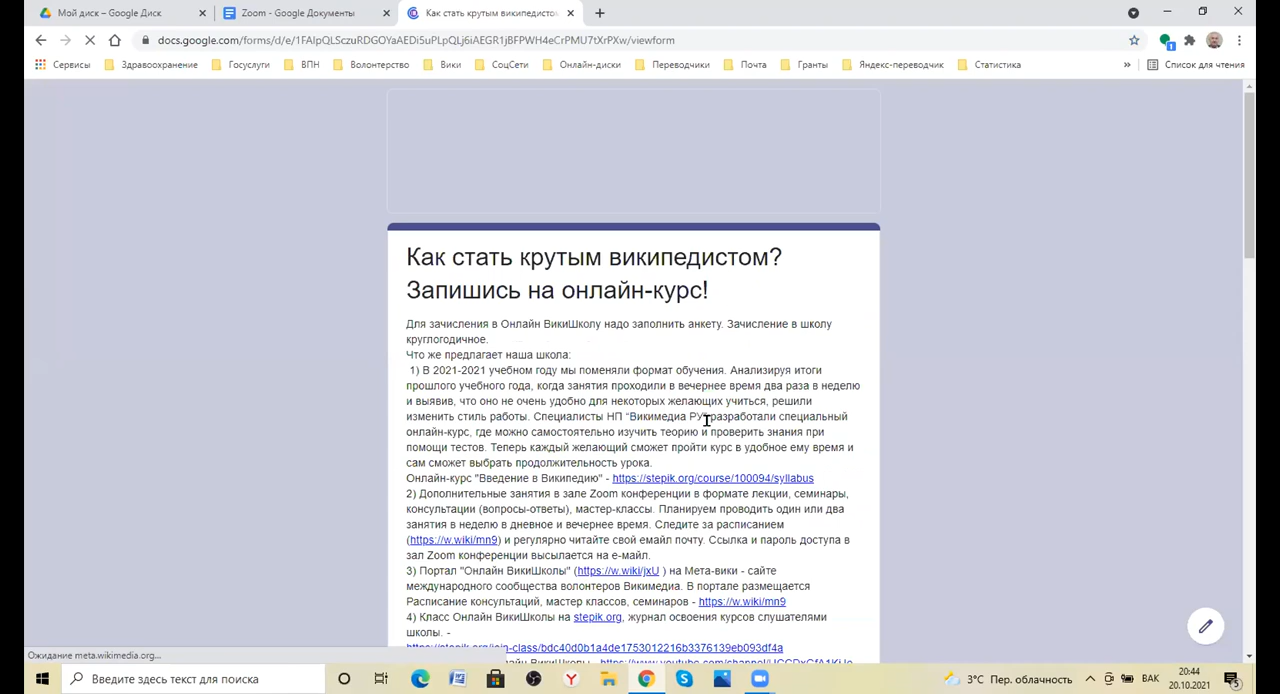 Мой диск – Google Диск
Zoom - Google Документы
Как стать крутым википедистом
docs.google.com/forms/d/e/1FAIpQLSczuRDGOYaAEDi5uPLpQLj6iAEGR1jBFPWH4eCrPMU7tXrPXw/viewform
Сервисы Здравоохранение Госуслуги ВПН Волонтерство Вики СоцСети Онлайн-диски Переводчики Почта Гранты Яндекс-переводчик Статистика » Список для чтения
Как стать крутым википедистом?
Запишись на онлайн-курс!
Для зачисления в Онлайн ВикиШколу надо заполнить анкету. Зачисление в школу
круглогодичное.
Что же предлагает наша школа:
1) В 2021-2021 учебном году мы поменяли формат обучения. Анализируя итоги
прошлого учебного года, когда занятия проходили в вечернее время два раза в неделю
и выявив, что оно не очень удобно для некоторых желающих учиться, решили
изменить стиль работы. Специалисты НП "Викимедиа РУ" разработали специальный
онлайн-курс, где можно самостоятельно изучить теорию и проверить знания при
помощи тестов. Теперь каждый желающий сможет пройти курс в удобное ему время и
сам сможет выбрать продолжительность урока.
Онлайн-курс "Введение в Википедию" - https://stepik.org/course/100094/syllabus
2) Дополнительные занятия в зале Zoom конференции в формате лекции, семинары,
консультации (вопросы-ответы), мастер-классы. Планируем проводить один или два
занятия в неделю в дневное и вечернее время. Следите за расписанием
(https://w.wiki/mn9) и регулярно читайте свой емайл почту. Ссылка и пароль доступа в
зал Zoom конференции высылается на е-майл.
3) Портал "Онлайн ВикиШколы" (https://w.wiki/jxU ) на Мета-вики - сайте
международного сообщества волонтеров Викимедиа. В портале размещается
Расписание консультаций, мастер классов, семинаров - https://w.wiki/mn9
4) Класс Онлайн ВикиШколы на stepik.org, журнал освоения курсов слушателями
школы. -
https://stepik.org/join-class/bdc40d0b1a4de1753012216b3376139eb093df4a
Ожидание meta.wikimedia.org...
Введите здесь текст для поиска
3°C Пер. облачность
ВАК
20:44
20.10.2021
5